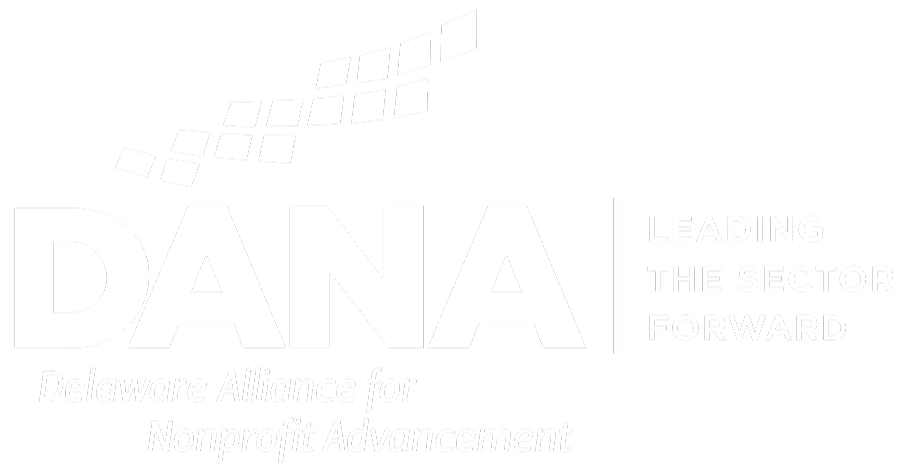 DANA
LEADING
THE SECTOR
FORWARD
Delaware Alliance for
Nonprofit Advancement